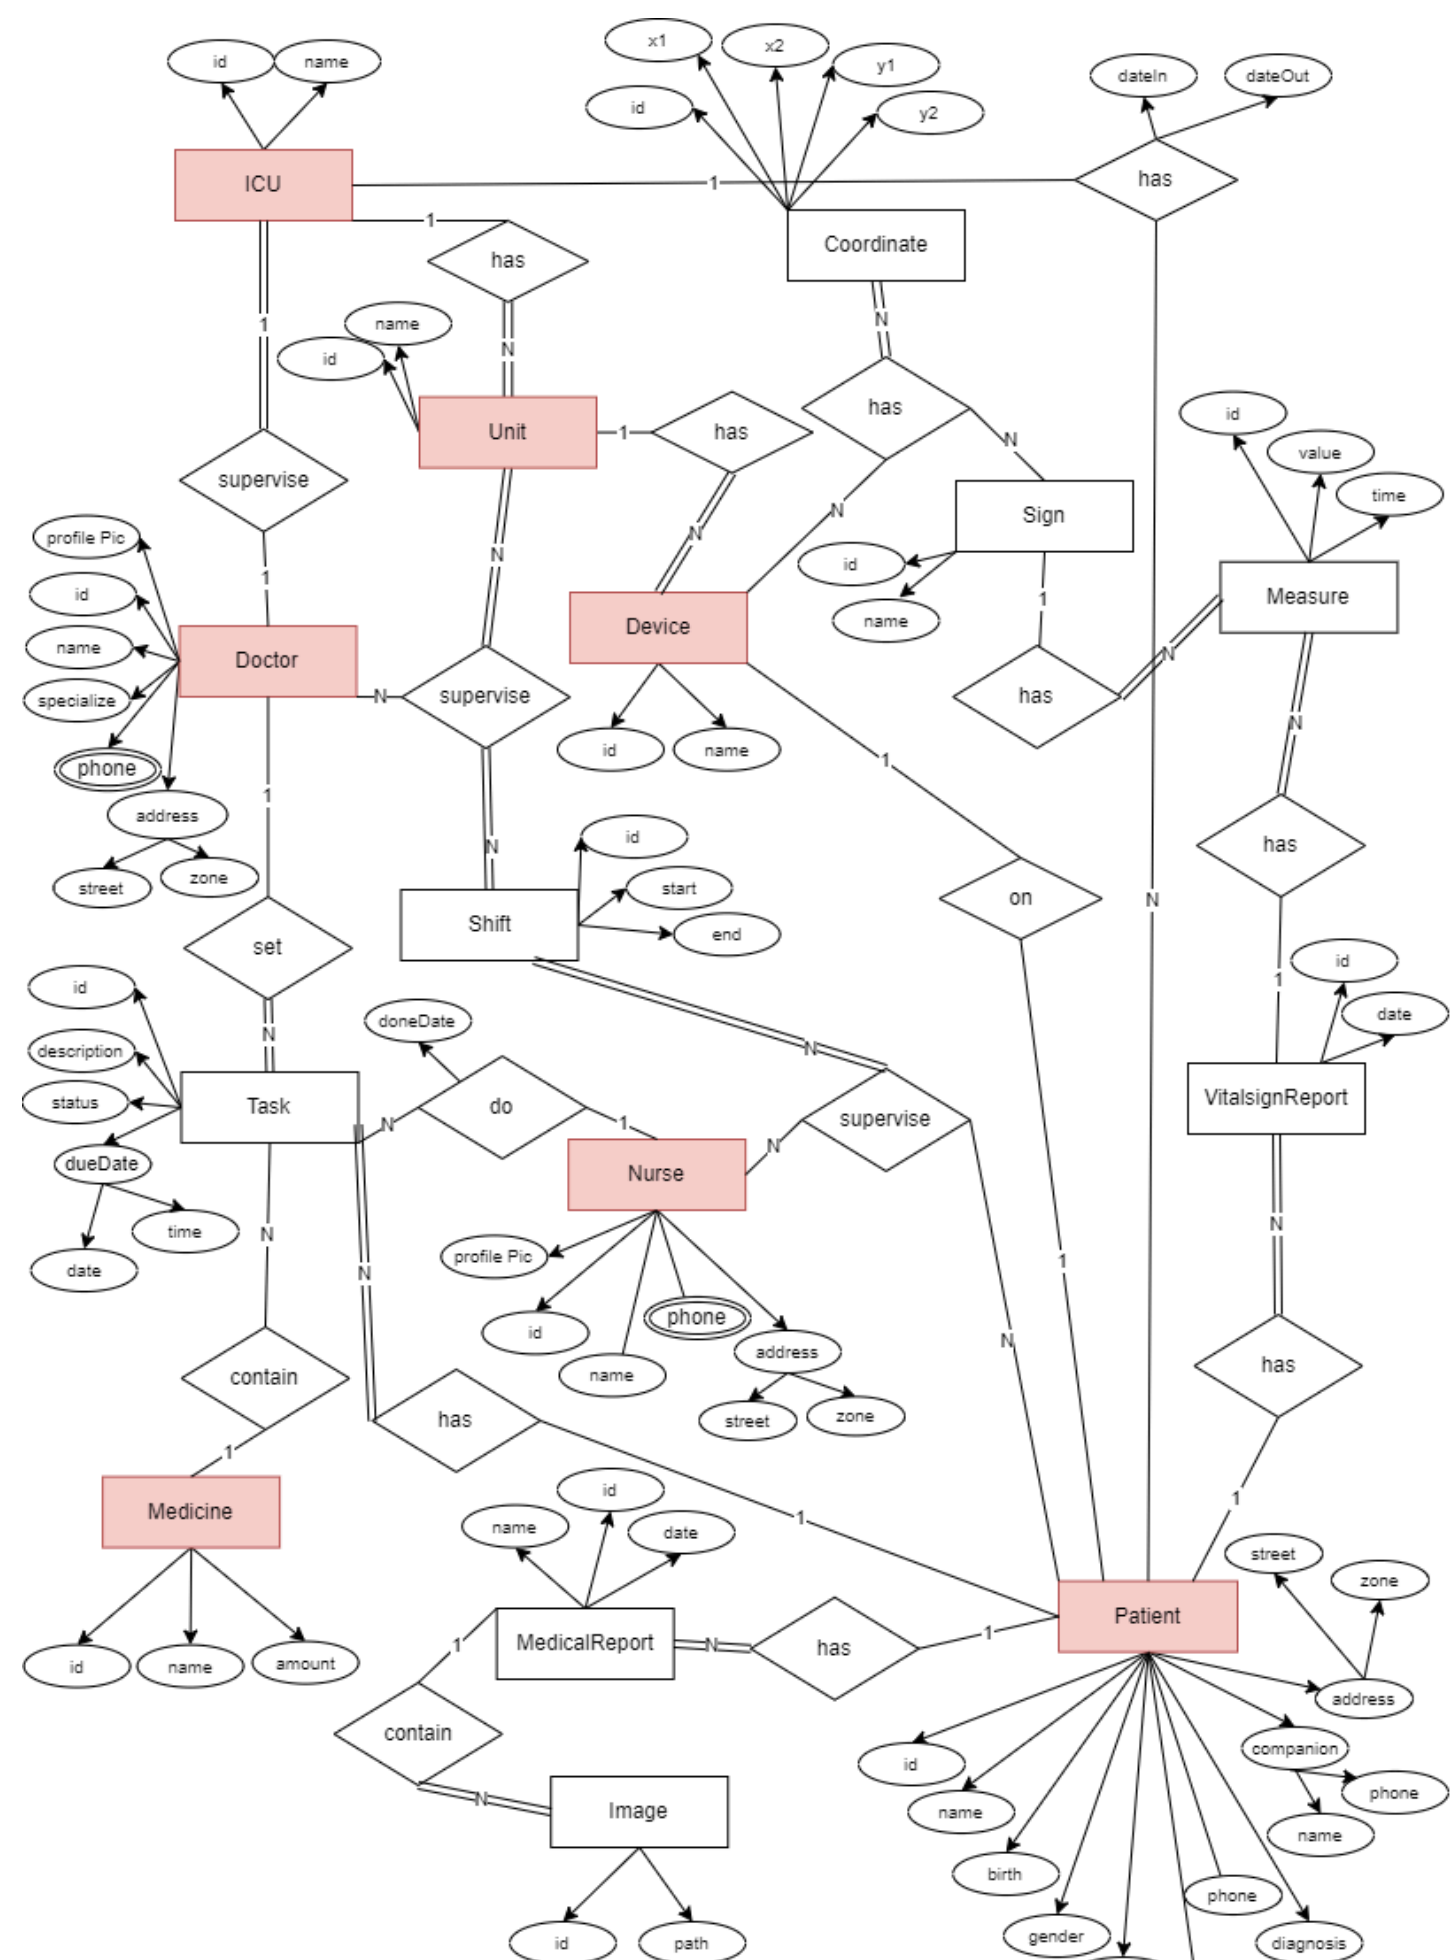 id
name
ICU
1
has
x1
x2
y1
y2
id
Coordinate
dateIn
dateOut
has
1
1
N
name
id
Unit
1
has
N
N
has
N
N
Sign
id
name
1
has
N
id
value
time
Measure
N
has
1
id
date
VitalsignReport
N
has
1
supervise
1
profile Pic
id
name
specialize
phone
address
street
zone
Doctor
N
supervise
N
N
Device
id
name
1
on
1
N
1
set
N
Shift
id
start
end
N
supervise
N
N
id
description
status
dueDate
date
time
Task
doneDate
N
do
1
Nurse
profile Pic
id
name
phone
address
street
zone
N
contain
1
Medicine
id
name
amount
N
has
1
name
id
date
MedicalReport
N
has
1
1
contain
N
Image
id
path
Patient
street
zone
address
companion
phone
name
id
name
birth
gender
phone
diagnosis